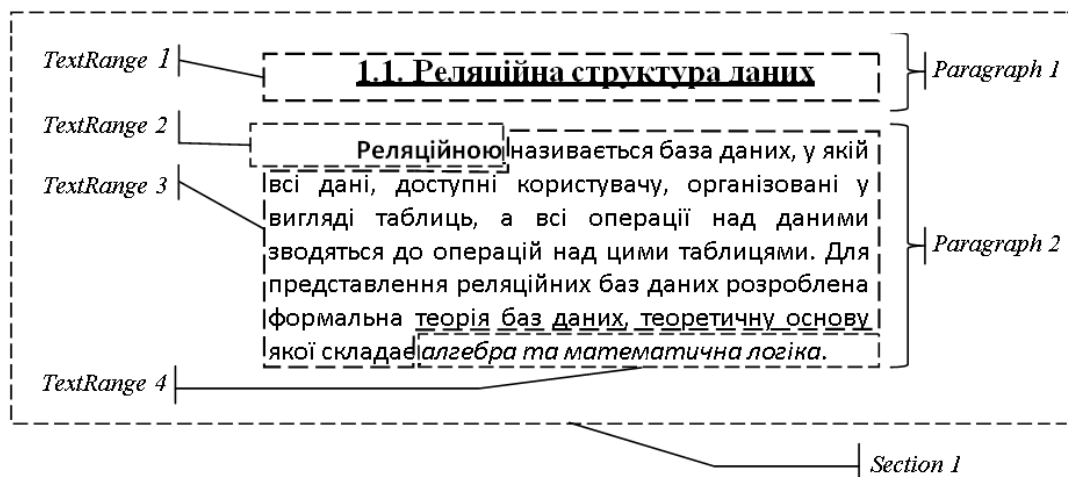 TextRange 1
1.1. Реляційна структура даних
Paragraph 1
TextRange 2
Реляційною називається база даних, у якій
TextRange 3
всі дані, доступні користувачу, організовані у
вигляді таблиць, а всі операції над даними
зводяться до операцій над цими таблицями. Для
Paragraph 2
представлення реляційних баз даних розроблена
формальна теорія баз даних, теоретичну основу
якої складає алгебра та математична логіка.
TextRange 4
Section 1